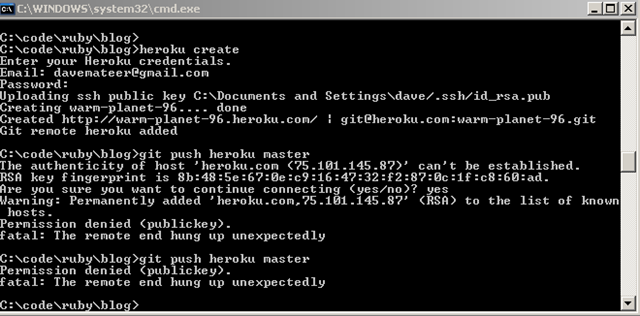 C:\WINDOWS\system32\cmd.exe
C:\code\ruby\blog>
C:\code\ruby\blog>heroku create
Enter your Heroku credentials.
Email: davemateer@gmail.com
Password:
Uploading ssh public key C:\Documents and Settings\dave/.ssh/id_rsa.pub
Creating warm-planet-96.... done
Created http://warm-planet-96.heroku.com/ | git@heroku.com:warm-planet-96.git
Git remote heroku added
C:\code\ruby\blog>git push heroku master
The authenticity of host 'heroku.com (75.101.145.87)' can't be established.
RSA key fingerprint is 8b:48:5e:67:0e:c9:16:47:32:f2:87:0c:1f:c8:60:ad.
Are you sure you want to continue connecting (yes/no)? yes
Warning: Permanently added 'heroku.com,75.101.145.87' (RSA) to the list of known
hosts.
Permission denied (publickey).
fatal: The remote end hung up unexpectedly
C:\code\ruby\blog>git push heroku master
Permission denied (publickey).
fatal: The remote end hung up unexpectedly
C:\code\ruby\blog>